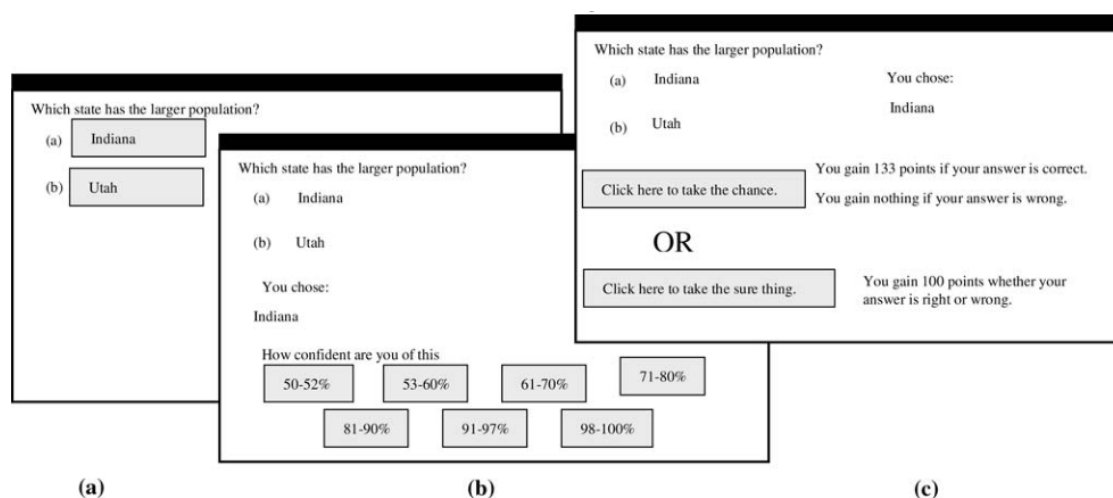 Which state has the larger population?
(a) Indiana
(b) Utah
(a)
Which state has the larger population?
(a) Indiana
(b) Utah
You chose:
Indiana
How confident are you of this
50-52% 53-60% 61-70% 71-80%
81-90% 91-97% 98-100%
(b)
Which state has the larger population?
(a) Indiana You chose:
Indiana
(b) Utah
Click here to take the chance.
You gain 133 points if your answer is correct.
You gain nothing if your answer is wrong.
OR
Click here to take the sure thing.
You gain 100 points whether your
answer is right or wrong.
(c)